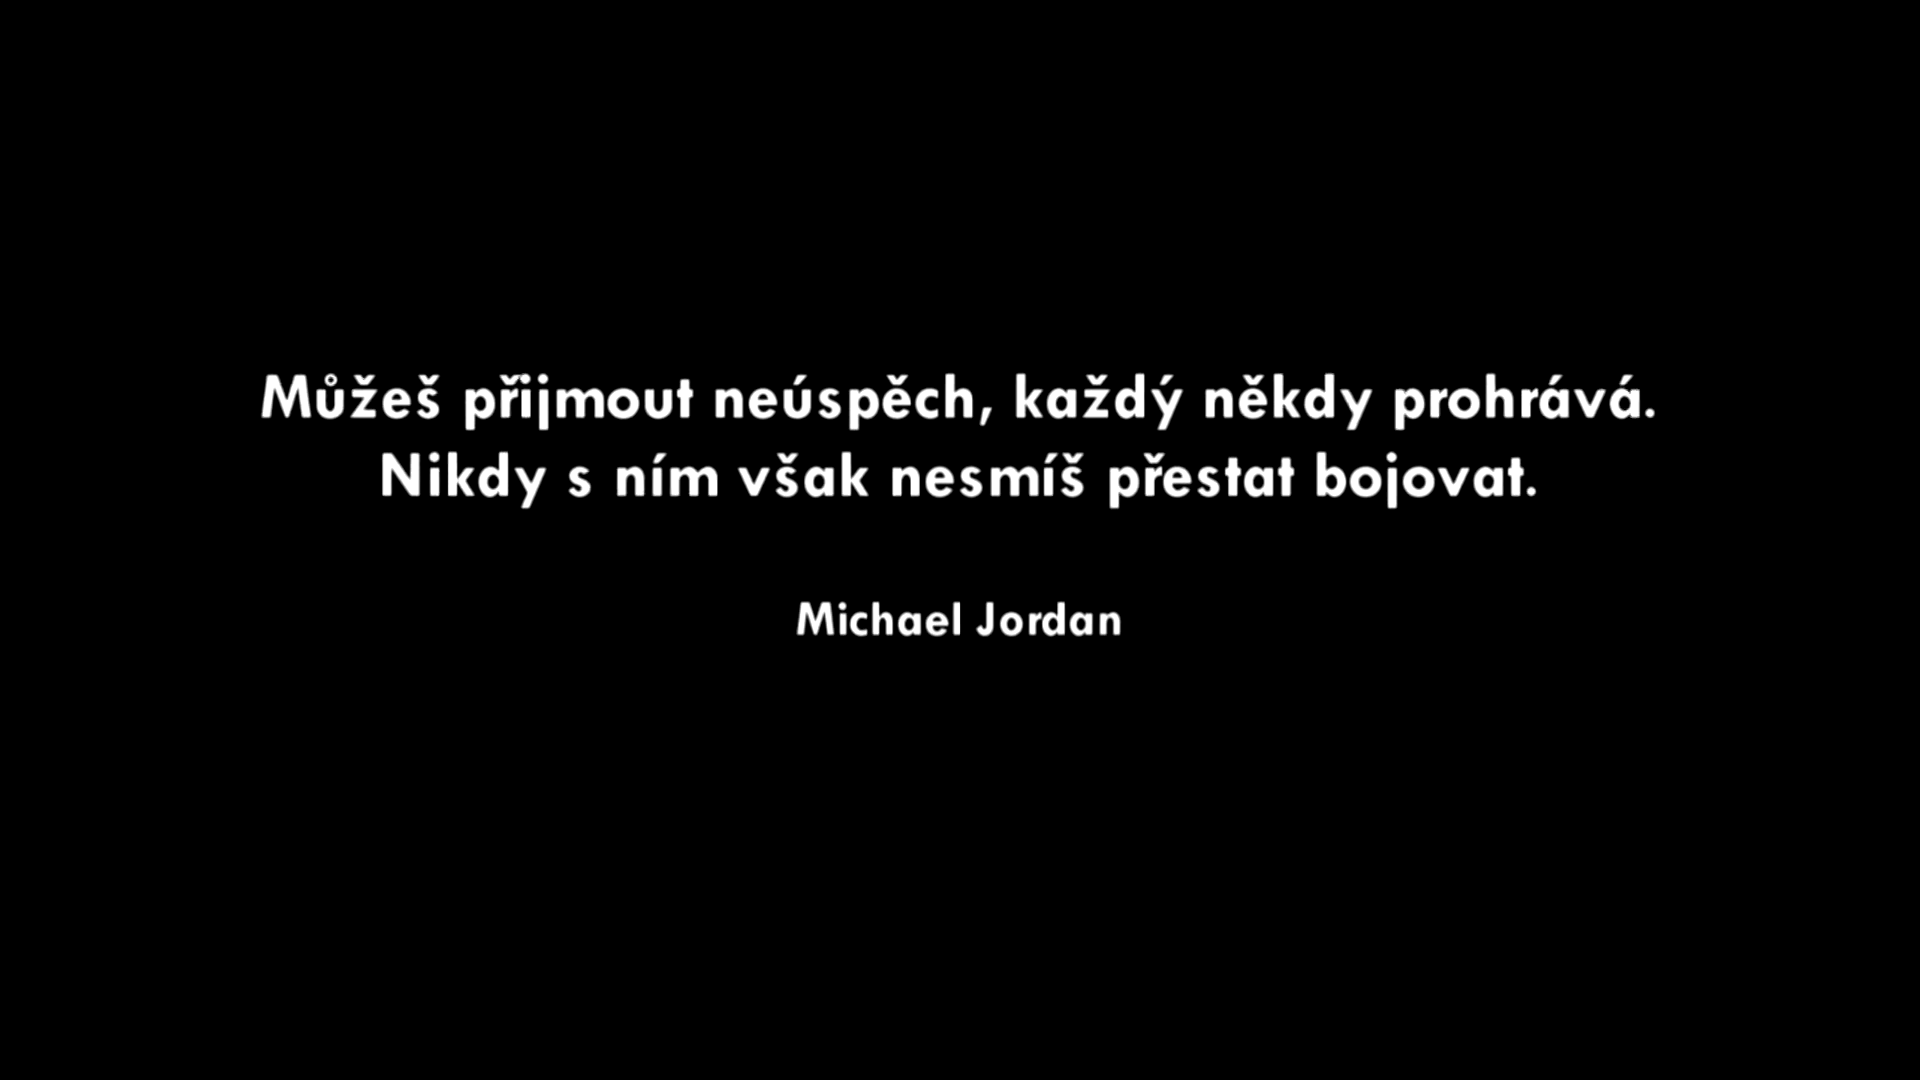 Můžeš přijmout neúspěch, každý někdy prohrává.
Nikdy s ním však nesmíš přestat bojovat.
Michael Jordan